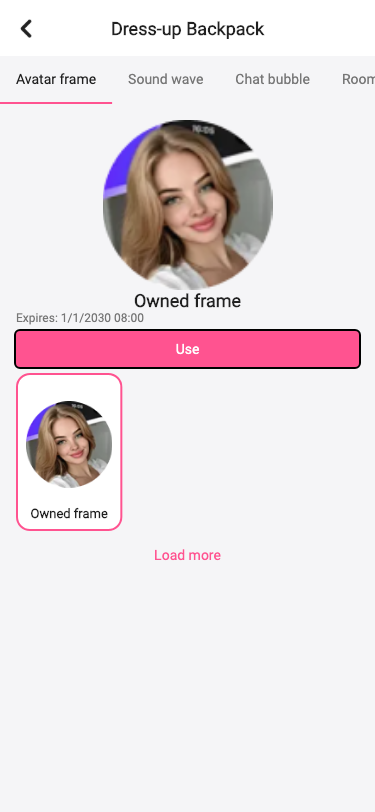 Dress-up Backpack
Avatar frame Sound wave Chat bubble Room
Owned frame
Expires: 1/1/2030 08:00
Use
Owned frame
Load more